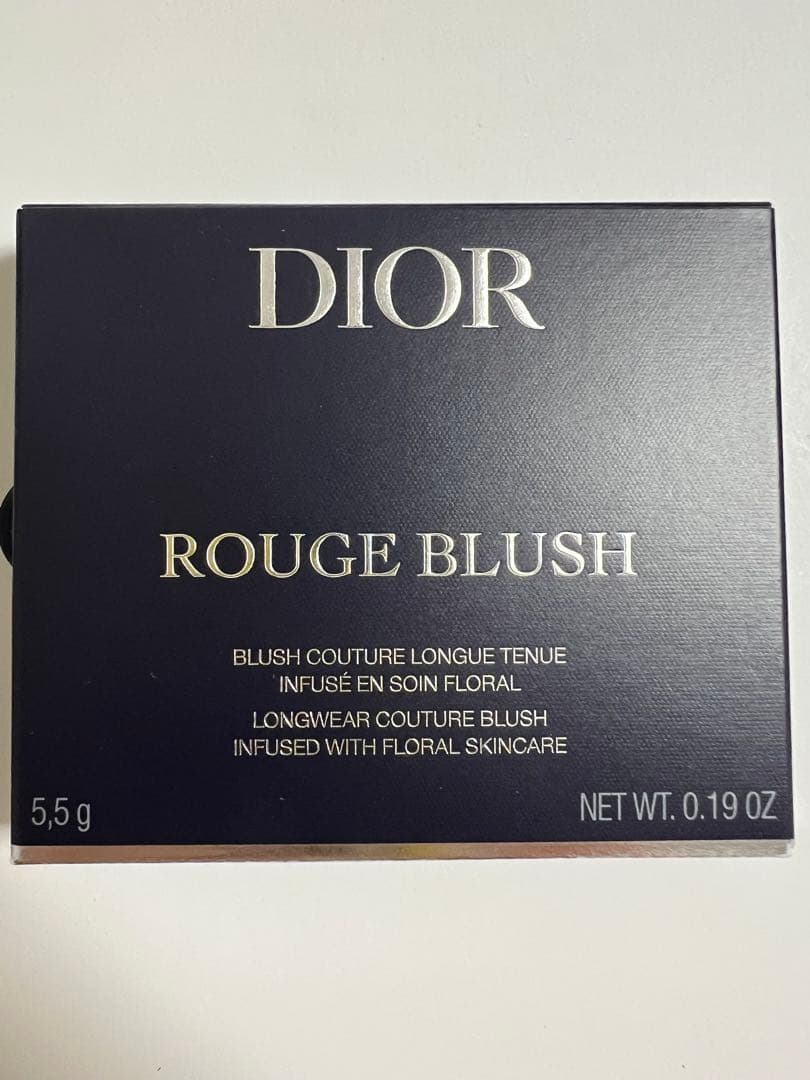 DIOR
ROUGE BLUSH
BLUSH COUTURE LONGUE TENUE
INFUSÉ EN SOIN FLORAL
LONGWEAR COUTURE BLUSH
INFUSED WITH FLORAL SKINCARE
5,5 g
NET WT. 0.19 OZ